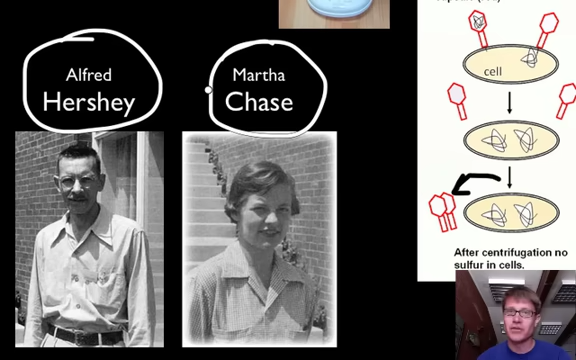 Alfred
Hershey
Martha
Chase
cell
After centrifugation no
sulfur in cells.